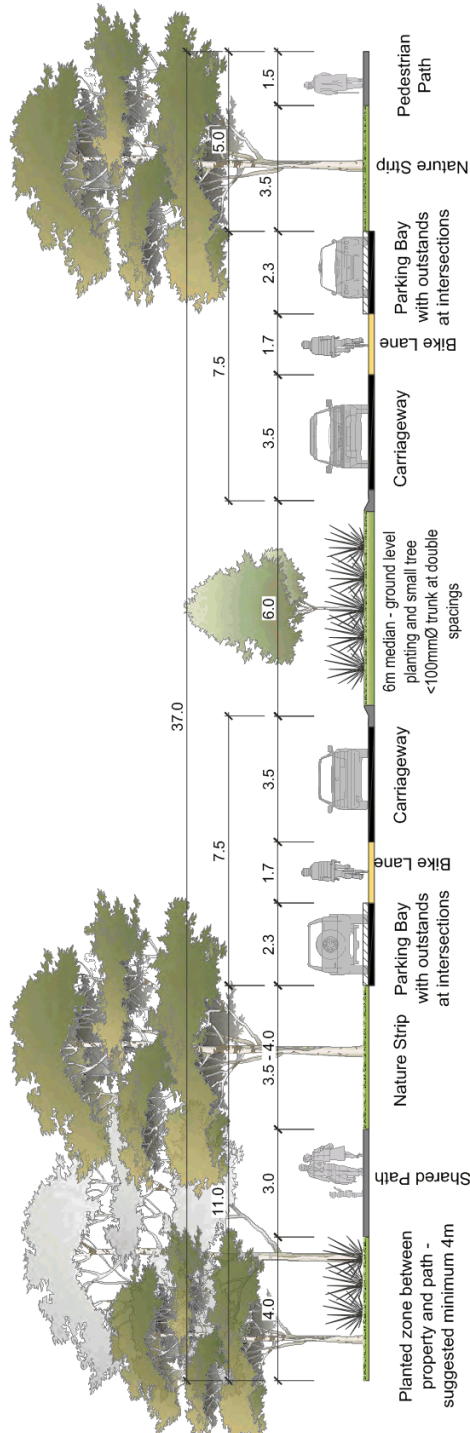 37.0
11.0
7.5
7.5
5.0
4.0
3.0
3.5 - 4.0
2.3
1.7
3.5
6.0
3.5
1.7
2.3
3.5
1.5
Planted zone between
property and path -
suggested minimum 4m
Shared Path
Nature Strip
Parking Bay
with outstands
at intersections
Bike Lane
Carriageway
6m median - ground level
planting and small tree
<100mmØ trunk at double
spacings
Carriageway
Bike Lane
Parking Bay
with outstands
at intersections
Nature Strip
Pedestrian
Path